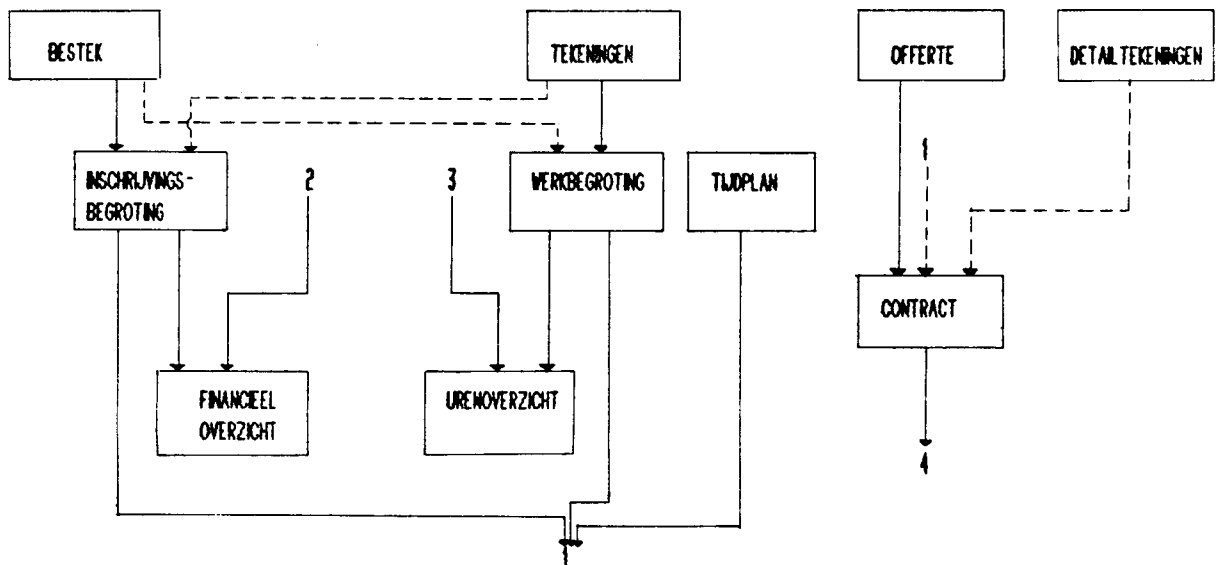 BESTEK
TEKENINGEN
OFFERTE
DETAILTEKENINGEN
INSCHRIJVINGS-
BEGROTING
2
3
WERKBEGROTING
TIJDPLAN
1
CONTRACT
FINANCIEEL
OVERZICHT
URENOVERZICHT
4
1